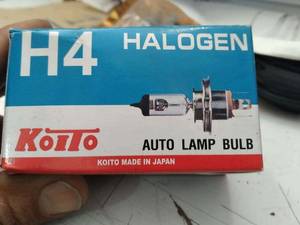 H4 HALOGEN
KOITO AUTO LAMP BULB
KOITO MADE IN JAPAN